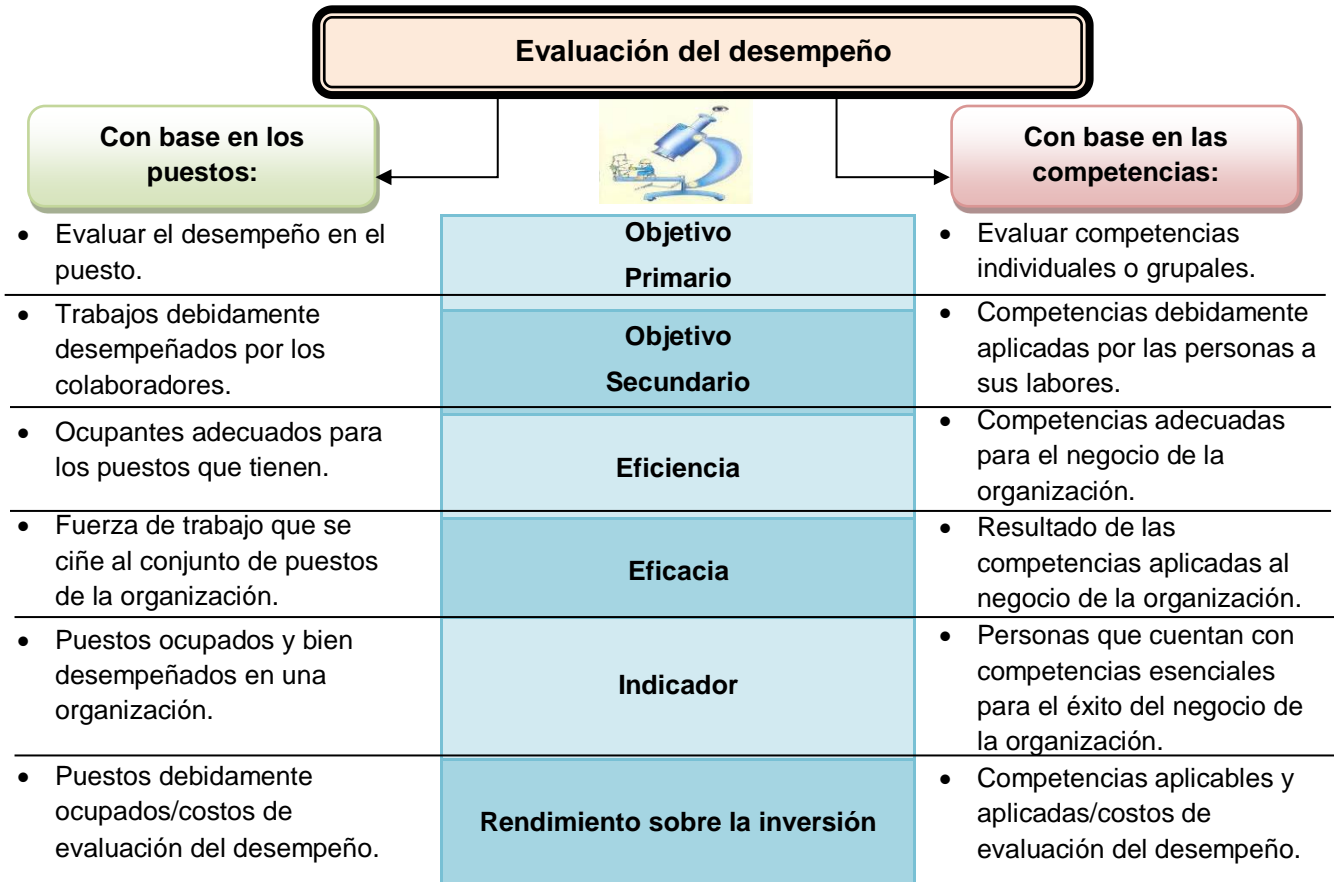 Evaluación del desempeño
Con base en los
puestos:
Con base en las
competencias:
• Evaluar el desempeño en el
puesto.
Objetivo
Primario
• Evaluar competencias
individuales o grupales.
• Trabajos debidamente
desempeñados por los
colaboradores.
Objetivo
Secundario
• Competencias debidamente
aplicadas por las personas a
sus labores.
• Ocupantes adecuados para
los puestos que tienen.
Eficiencia
• Competencias adecuadas
para el negocio de la
organización.
• Fuerza de trabajo que se
ciñe al conjunto de puestos
de la organización.
Eficacia
• Resultado de las
competencias aplicadas al
negocio de la organización.
• Puestos ocupados y bien
desempeñados en una
organización.
Indicador
• Personas que cuentan con
competencias esenciales
para el éxito del negocio de
la organización.
• Puestos debidamente
ocupados/costos de
evaluación del desempeño.
Rendimiento sobre la inversión
• Competencias aplicables y
aplicadas/costos de
evaluación del desempeño.